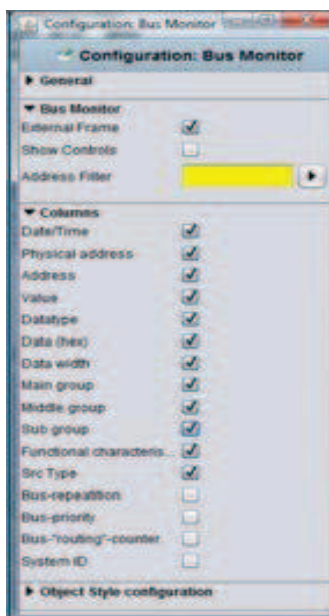 Configuration: Bus Monitor
Configuration: Bus Monitor
General
Bus Monitor
External Frame
Show Controls
Address Filter
Columns
Date/Time
Physical address
Address
Value
Datatype
Data (hex)
Data width
Main group
Middle group
Sub group
Functional characteris...
Src Type
Bus-repeatition
Bus-priority
Bus-"routing"-counter
System ID
Object Style configuration